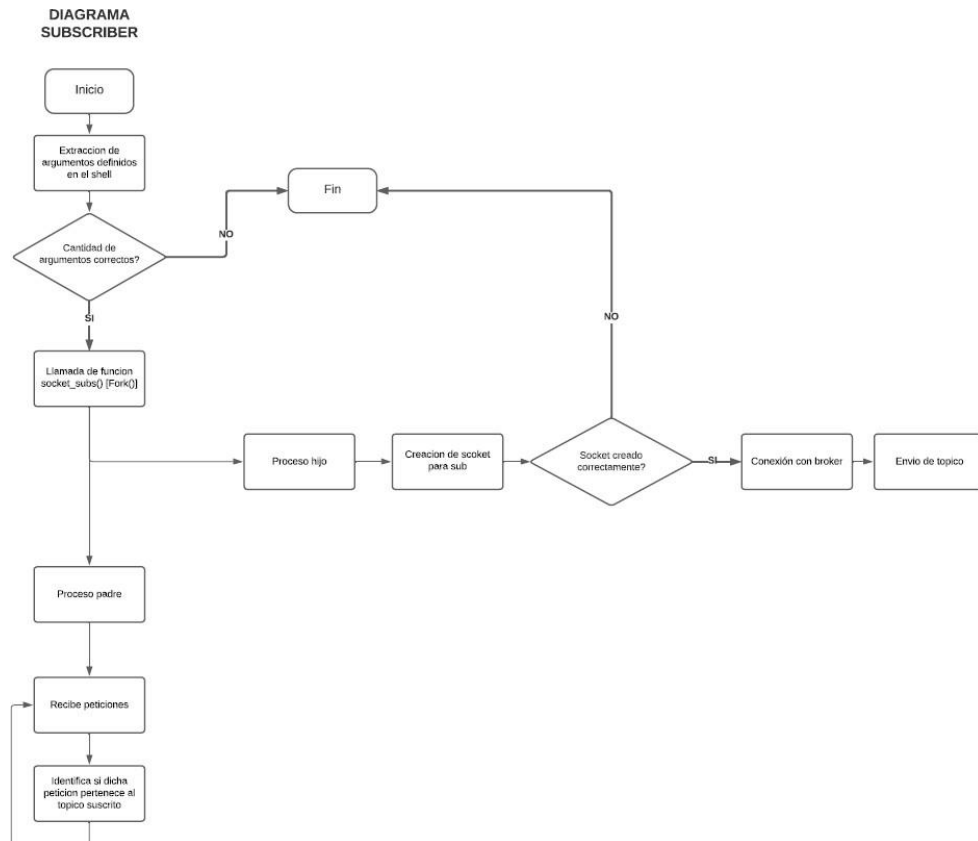 DIAGRAMA
SUBSCRIBER
Inicio
Extraccion de
argumentos definidos
en el shell
Fin
NO
Cantidad de
argumentos correctos?
SI
NO
Llamada de funcion
socket_subs() [Fork()]
Proceso hijo
Creacion de scoket
para sub
Socket creado
correctamente?
SI
Conexión con broker
Envio de topico
Proceso padre
Recibe peticiones
Identifica si dicha
peticion pertenece al
topico suscrito